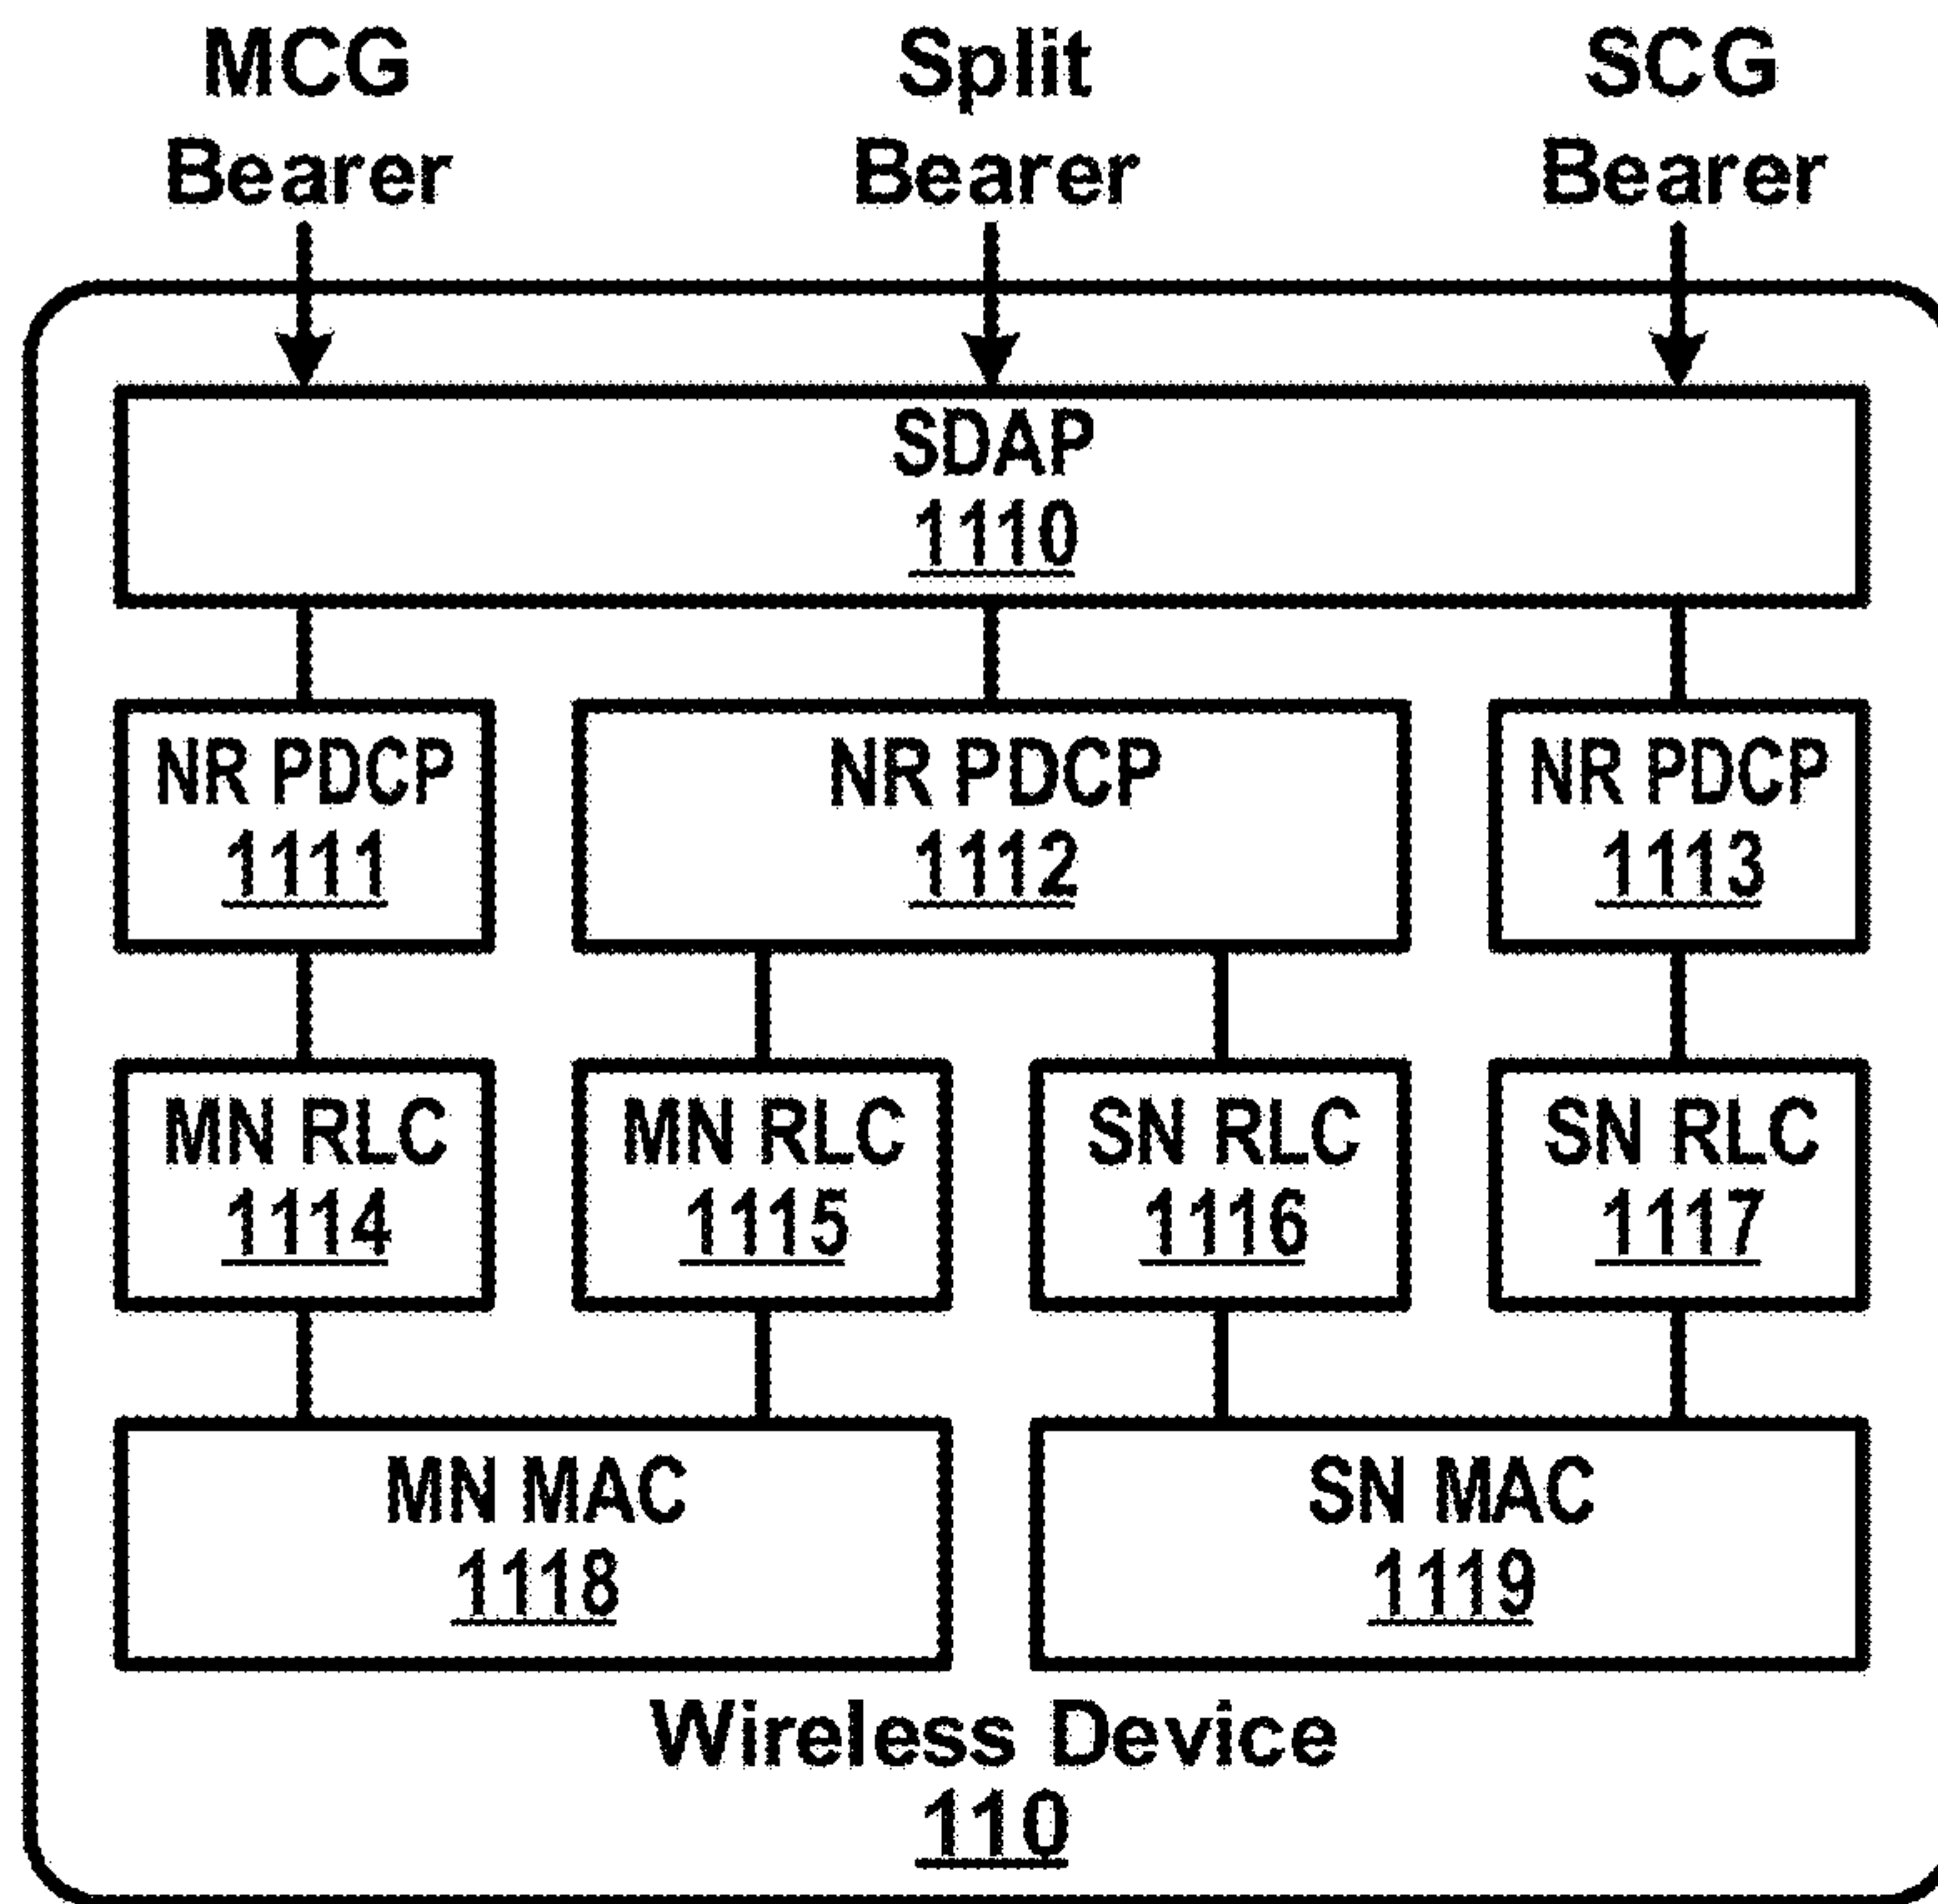 MCG Bearer
Split Bearer
SCG Bearer
SDAP
1110
NR PDCP
1111
NR PDCP
1112
NR PDCP
1113
MN RLC
1114
MN RLC
1115
SN RLC
1116
SN RLC
1117
MN MAC
1118
SN MAC
1119
Wireless Device
110